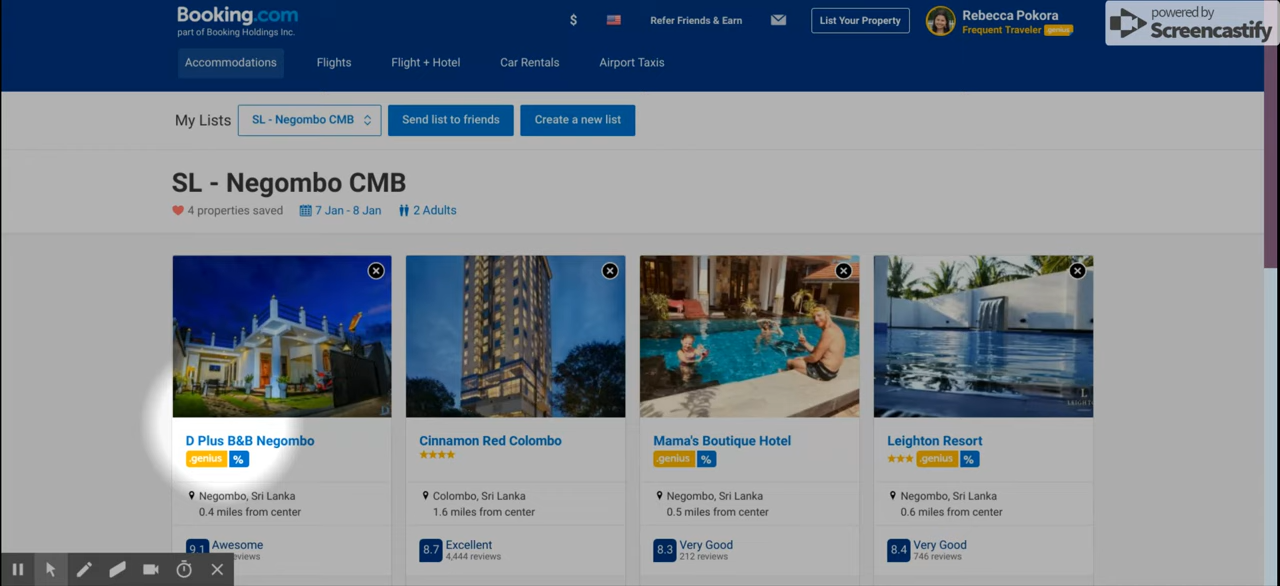 Booking.com
part of Booking Holdings Inc.
$
Refer Friends & Earn
List Your Property
Rebecca Pokora
Frequent Traveler .genius
powered by
Screencastify
Accommodations
Flights
Flight + Hotel
Car Rentals
Airport Taxis
My Lists
SL - Negombo CMB
Send list to friends
Create a new list
SL - Negombo CMB
4 properties saved
7 Jan - 8 Jan
2 Adults
D Plus B&B Negombo
.genius %
Negombo, Sri Lanka
0.4 miles from center
9.1 Awesome
Cinnamon Red Colombo
Colombo, Sri Lanka
1.6 miles from center
8.7 Excellent
4,444 reviews
Mama's Boutique Hotel
.genius %
Negombo, Sri Lanka
0.5 miles from center
8.3 Very Good
212 reviews
L
LEIGHTO
Leighton Resort
.genius %
Negombo, Sri Lanka
0.6 miles from center
8.4 Very Good
746 reviews